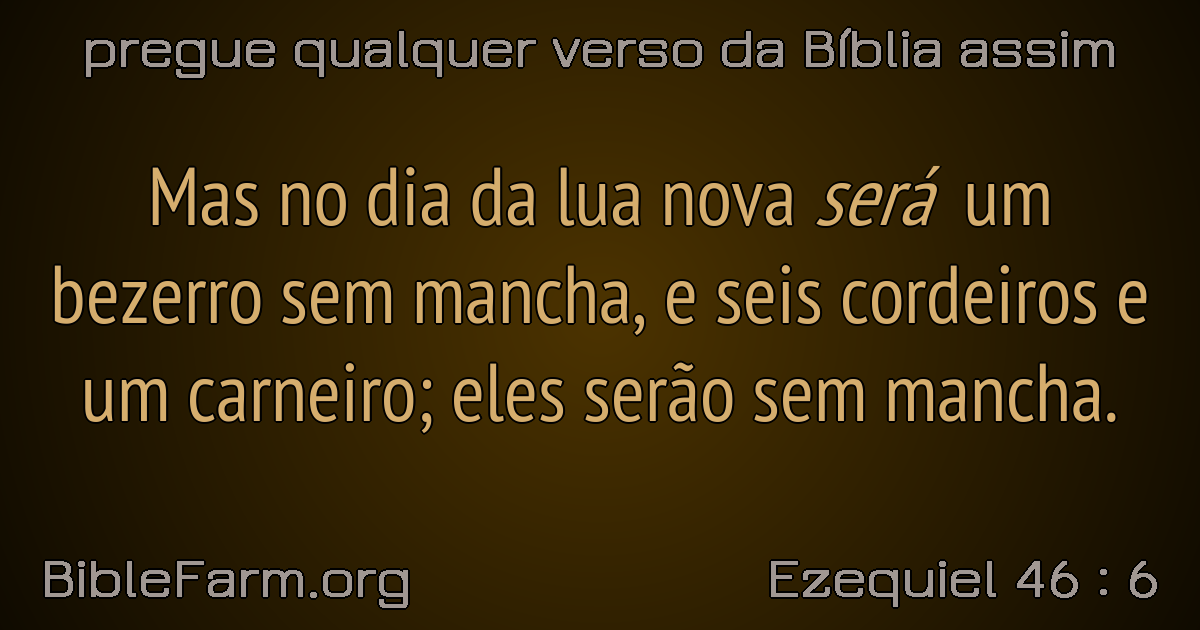 pregue qualquer verso da Bíblia assim
Mas no dia da lua nova será um
bezerro sem mancha, e seis cordeiros e
um carneiro; eles serão sem mancha.
BibleFarm.org
Ezequiel 46 : 6